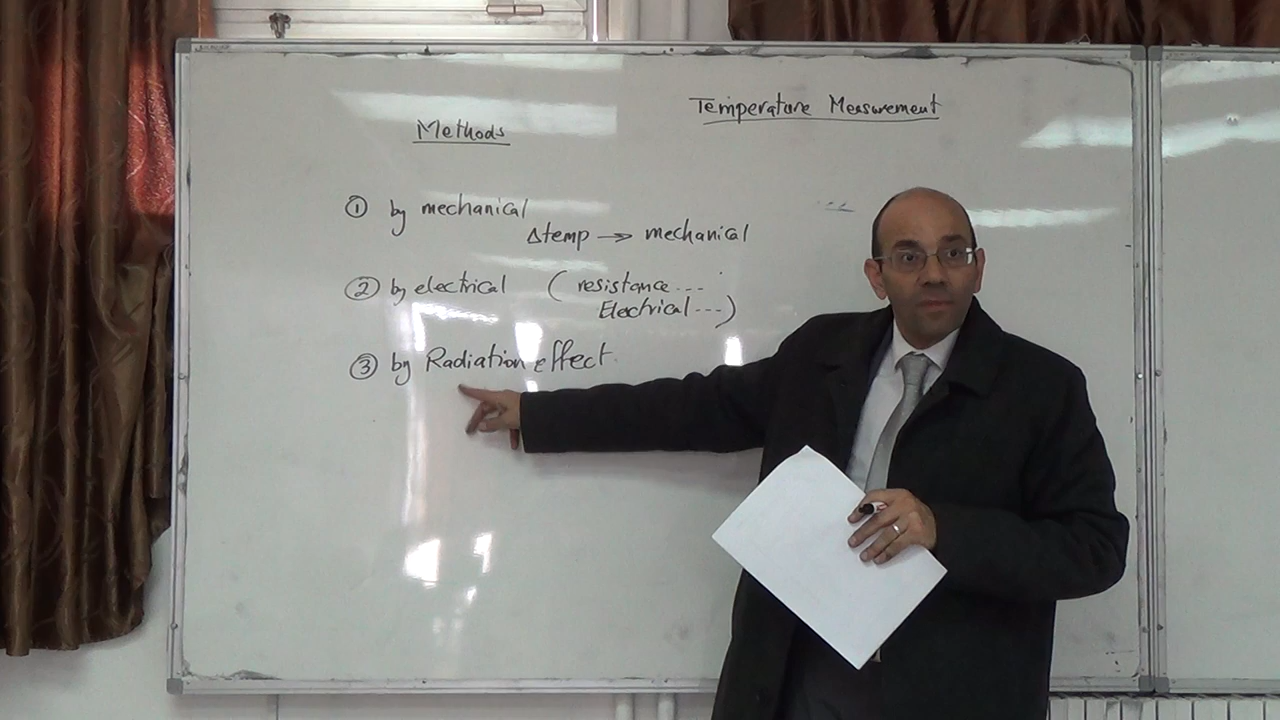 Temperature Measurement
Methods
① by mechanical
Δtemp → mechanical
② by electrical ( resistance ...
Electrical ... )
③ by Radiation effect.